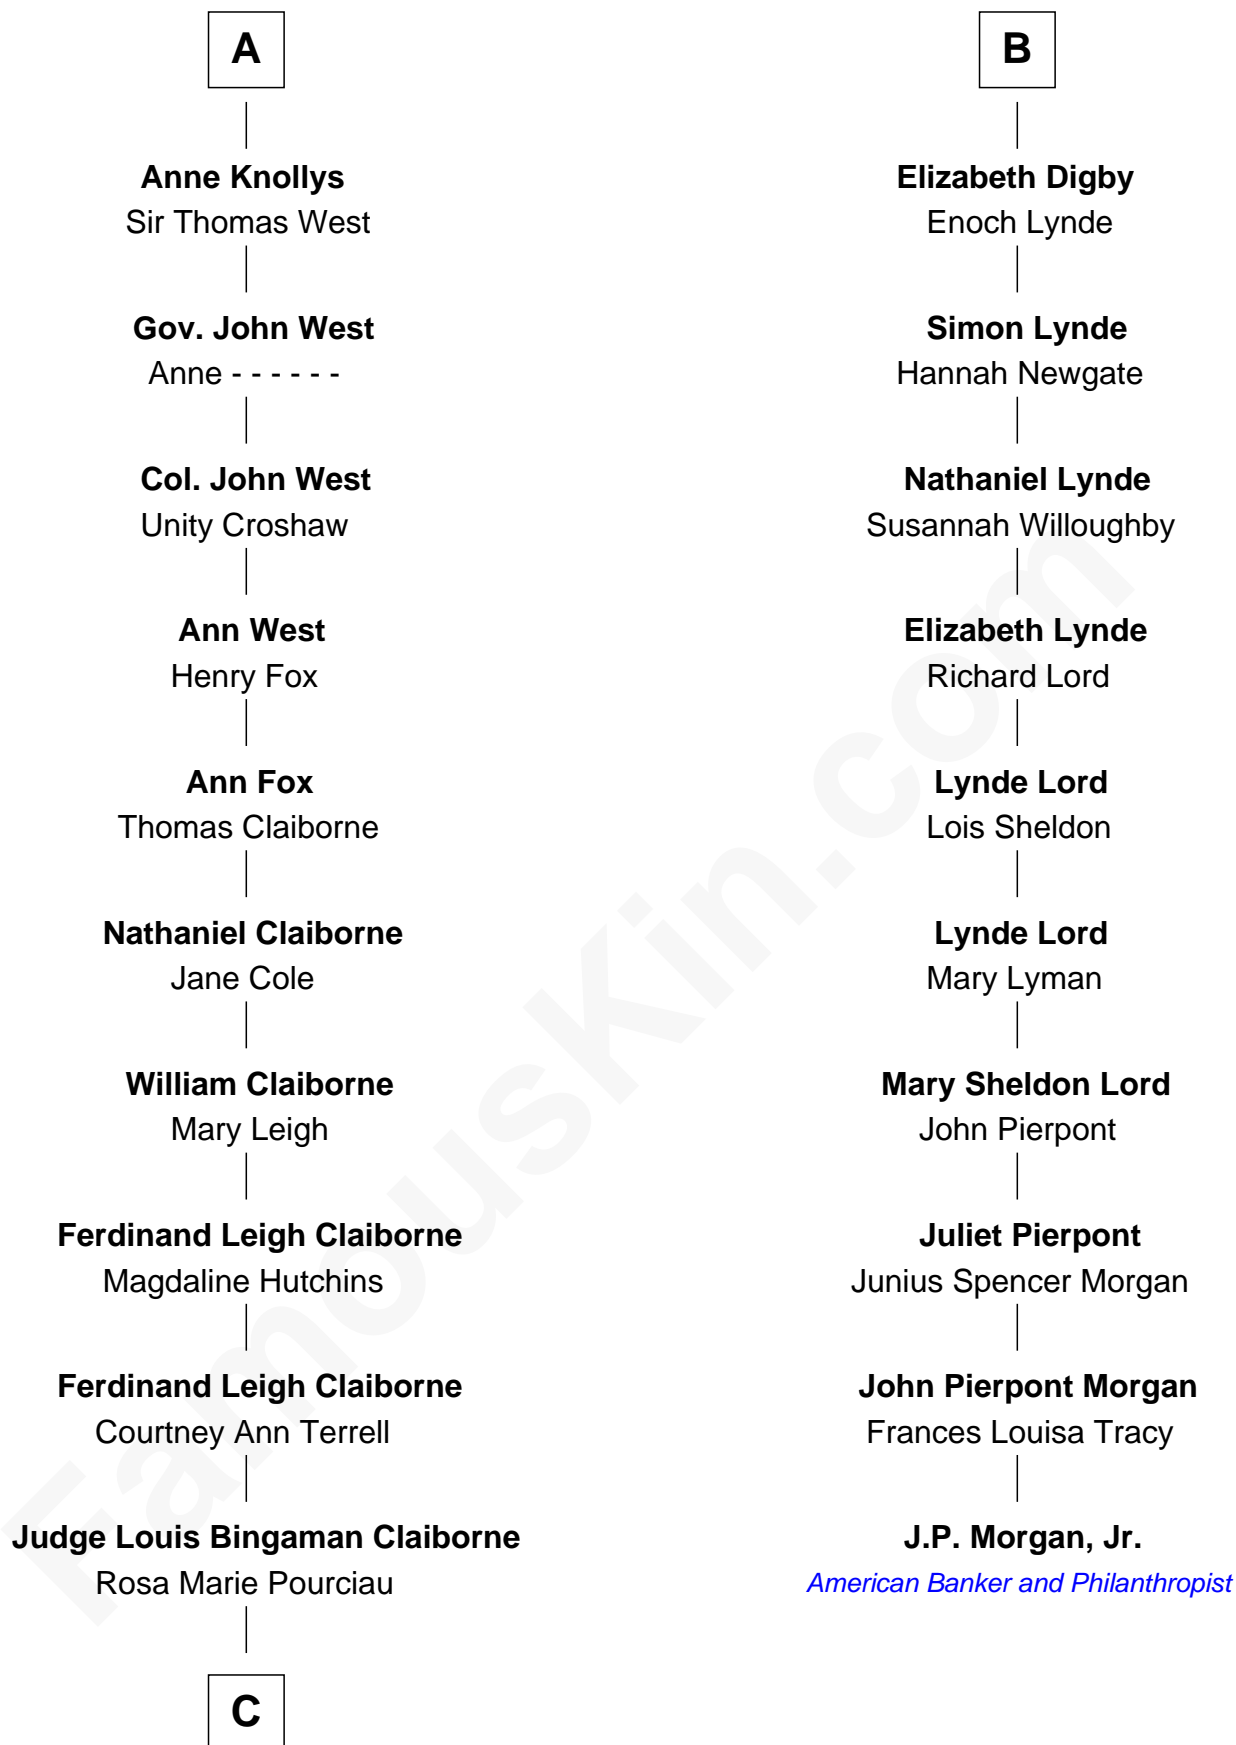 A
Anne Knollys
Sir Thomas West
Gov. John West
Anne - - - - - -
Col. John West
Unity Croshaw
Ann West
Henry Fox
Ann Fox
Thomas Claiborne
Nathaniel Claiborne
Jane Cole
William Claiborne
Mary Leigh
Ferdinand Leigh Claiborne
Magdaline Hutchins
Ferdinand Leigh Claiborne
Courtney Ann Terrell
Judge Louis Bingaman Claiborne
Rosa Marie Pourciau
C
B
Elizabeth Digby
Enoch Lynde
Simon Lynde
Hannah Newgate
Nathaniel Lynde
Susannah Willoughby
Elizabeth Lynde
Richard Lord
Lynde Lord
Lois Sheldon
Lynde Lord
Mary Lyman
Mary Sheldon Lord
John Pierpont
Juliet Pierpont
Junius Spencer Morgan
John Pierpont Morgan
Frances Louisa Tracy
J.P. Morgan, Jr.
American Banker and Philanthropist
FamousKin.com